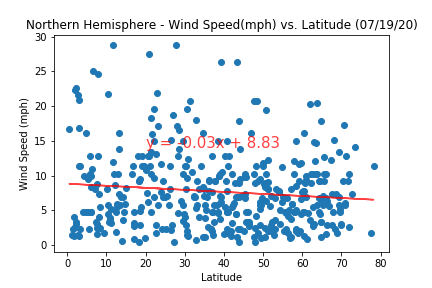 Northern Hemisphere - Wind Speed(mph) vs. Latitude (07/19/20)
30
25
20
15
10
5
0
Wind Speed (mph)
y = -0.03x + 8.83
0 10 20 30 40 50 60 70 80
Latitude